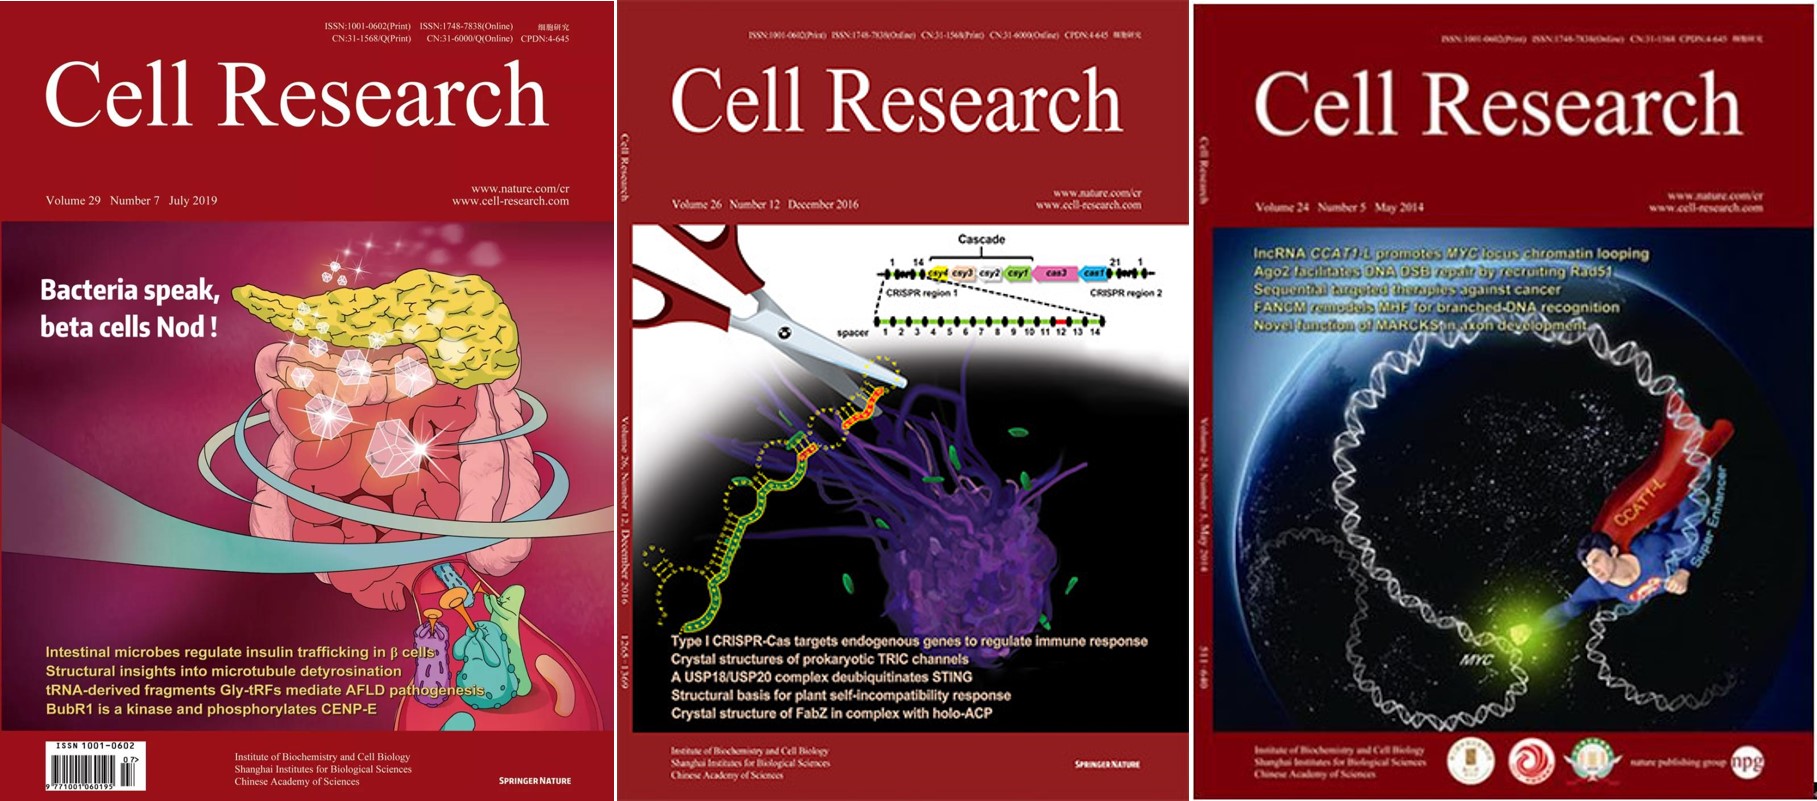 ISSN:1001-0602(Print) ISSN:1748-7838(Online) 细胞研究
CN:31-1568/Q(Print) CN:31-6000/Q(Online) CPDN:4-645
Cell Research
www.nature.com/cr
Volume 29 Number 7 July 2019 www.cell-research.com
Bacteria speak,
beta cells Nod !
Intestinal microbes regulate insulin trafficking in β cells
Structural insights into microtubule detyrosination
tRNA-derived fragments Gly-tRFs mediate AFLD pathogenesis
BubR1 is a kinase and phosphorylates CENP-E
ISSN 1001-0602
07>
9 771001 060195
Institute of Biochemistry and Cell Biology
Shanghai Institutes for Biological Sciences
Chinese Academy of Sciences
SPRINGER NATURE
ISSN:1001-0602(Print) ISSN:1748-7838(Online) CN:31-1568(Print) CN:31-6000(Online) CPDN:4-645 细胞研究
Cell Research
www.nature.com/cr
Volume 26 Number 12 December 2016 www.cell-research.com
Cell Research
Volume 26, Number 12, December 2016
1265-1369
Cascade
1 14 21 1
csy4 csy3 csy2 csy1 cas3 cas1
CRISPR region 1 CRISPR region 2
spacer 1 2 3 4 5 6 7 8 9 10 11 12 13 14
Type I CRISPR-Cas targets endogenous genes to regulate immune response
Crystal structures of prokaryotic TRIC channels
A USP18/USP20 complex deubiquitinates STING
Structural basis for plant self-incompatibility response
Crystal structure of FabZ in complex with holo-ACP
Institute of Biochemistry and Cell Biology
Shanghai Institutes for Biological Sciences
Chinese Academy of Sciences
SPRINGER NATURE
ISSN:1001-0602(Print) ISSN:1748-7838(Online) CN:31-1568 CPDN:4-645 细胞研究
Cell Research
www.nature.com/cr
Volume 24 Number 5 May 2014 www.cell-research.com
Cell Research
Volume 24, Number 5, May 2014
511-640
lncRNA CCAT1-L promotes MYC locus chromatin looping
Ago2 facilitates DNA DSB repair by recruiting Rad51
Sequential targeted therapies against cancer
FANCM remodels MHF for branched-DNA recognition
Novel function of MARCKS in axon development
CCAT1-L
Super Enhancer
MYC
Institute of Biochemistry and Cell Biology
Shanghai Institutes for Biological Sciences
Chinese Academy of Sciences
nature publishing group npg